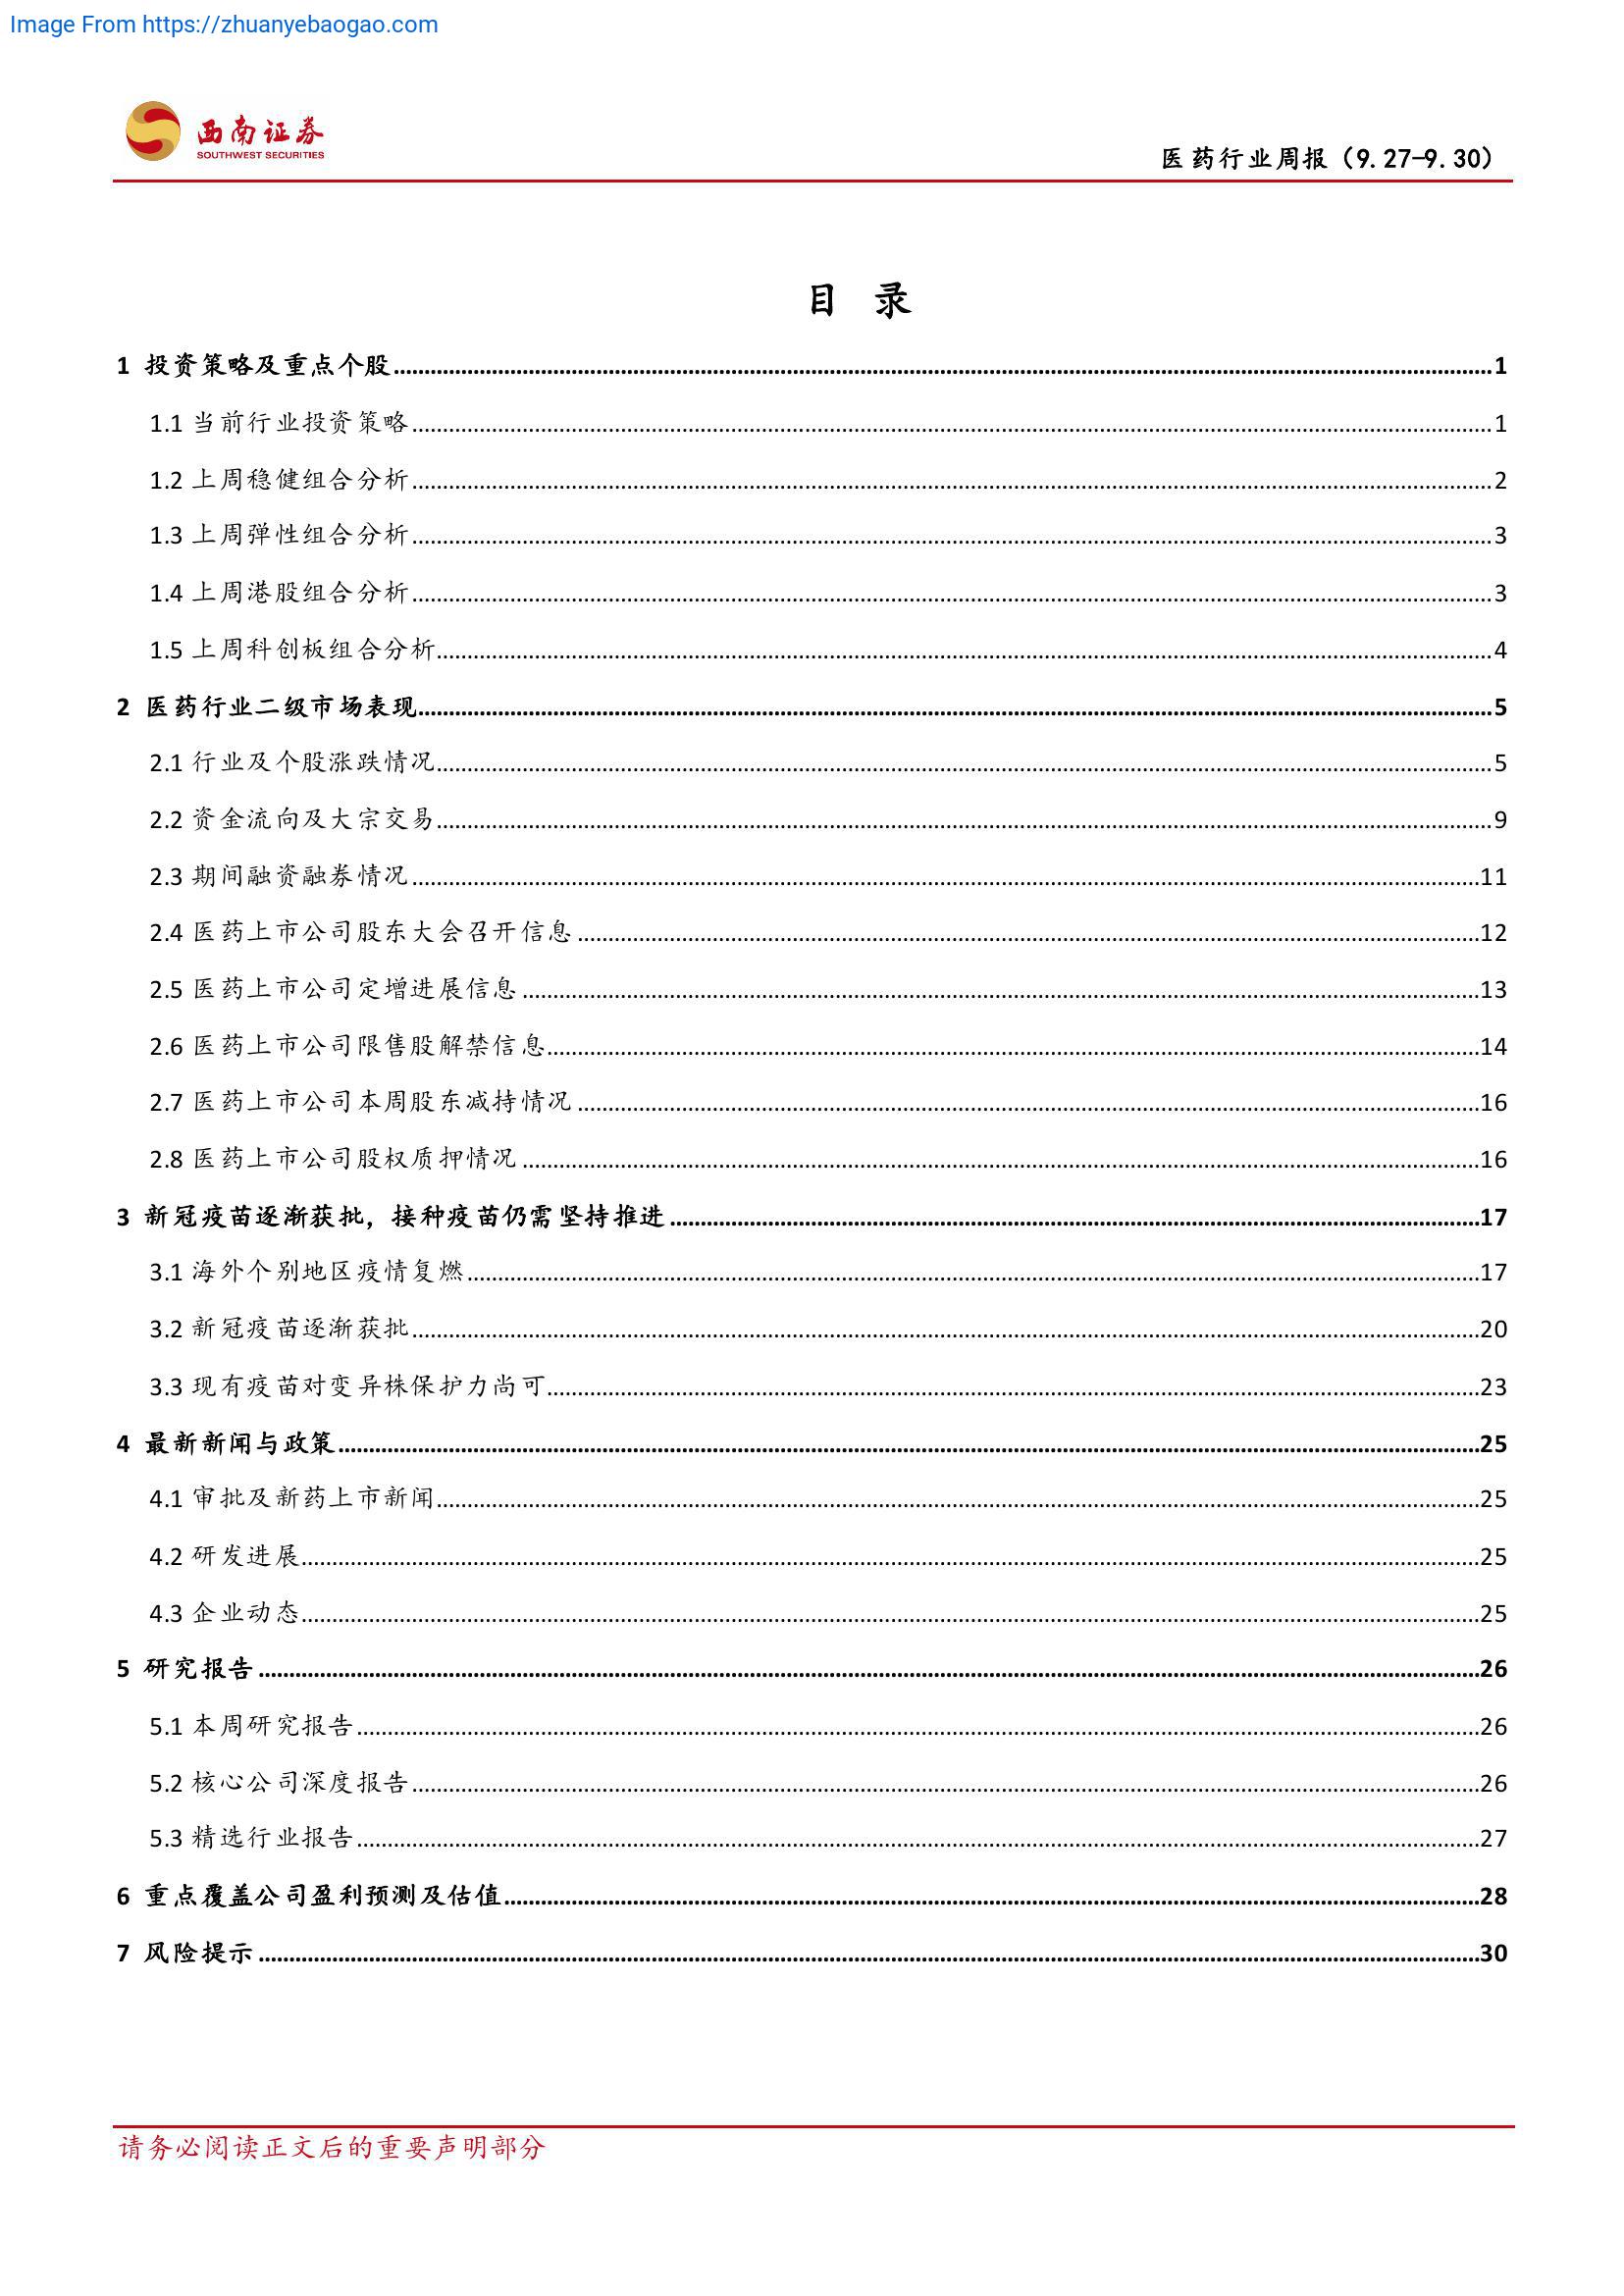 Image From https://zhuanyebaogao.com
西南证券
SOUTHWEST SECURITIES
医药行业周报（9.27-9.30）
目 录
1 投资策略及重点个股 1
1.1 当前行业投资策略 1
1.2 上周稳健组合分析 2
1.3 上周弹性组合分析 3
1.4 上周港股组合分析 3
1.5 上周科创板组合分析 4
2 医药行业二级市场表现 5
2.1 行业及个股涨跌情况 5
2.2 资金流向及大宗交易 9
2.3 期间融资融券情况 11
2.4 医药上市公司股东大会召开信息 12
2.5 医药上市公司定增进展信息 13
2.6 医药上市公司限售股解禁信息 14
2.7 医药上市公司本周股东减持情况 16
2.8 医药上市公司股权质押情况 16
3 新冠疫苗逐渐获批，接种疫苗仍需坚持推进 17
3.1 海外个别地区疫情复燃 17
3.2 新冠疫苗逐渐获批 20
3.3 现有疫苗对变异株保护力尚可 23
4 最新新闻与政策 25
4.1 审批及新药上市新闻 25
4.2 研发进展 25
4.3 企业动态 25
5 研究报告 26
5.1 本周研究报告 26
5.2 核心公司深度报告 26
5.3 精选行业报告 27
6 重点覆盖公司盈利预测及估值 28
7 风险提示 30
请务必阅读正文后的重要声明部分